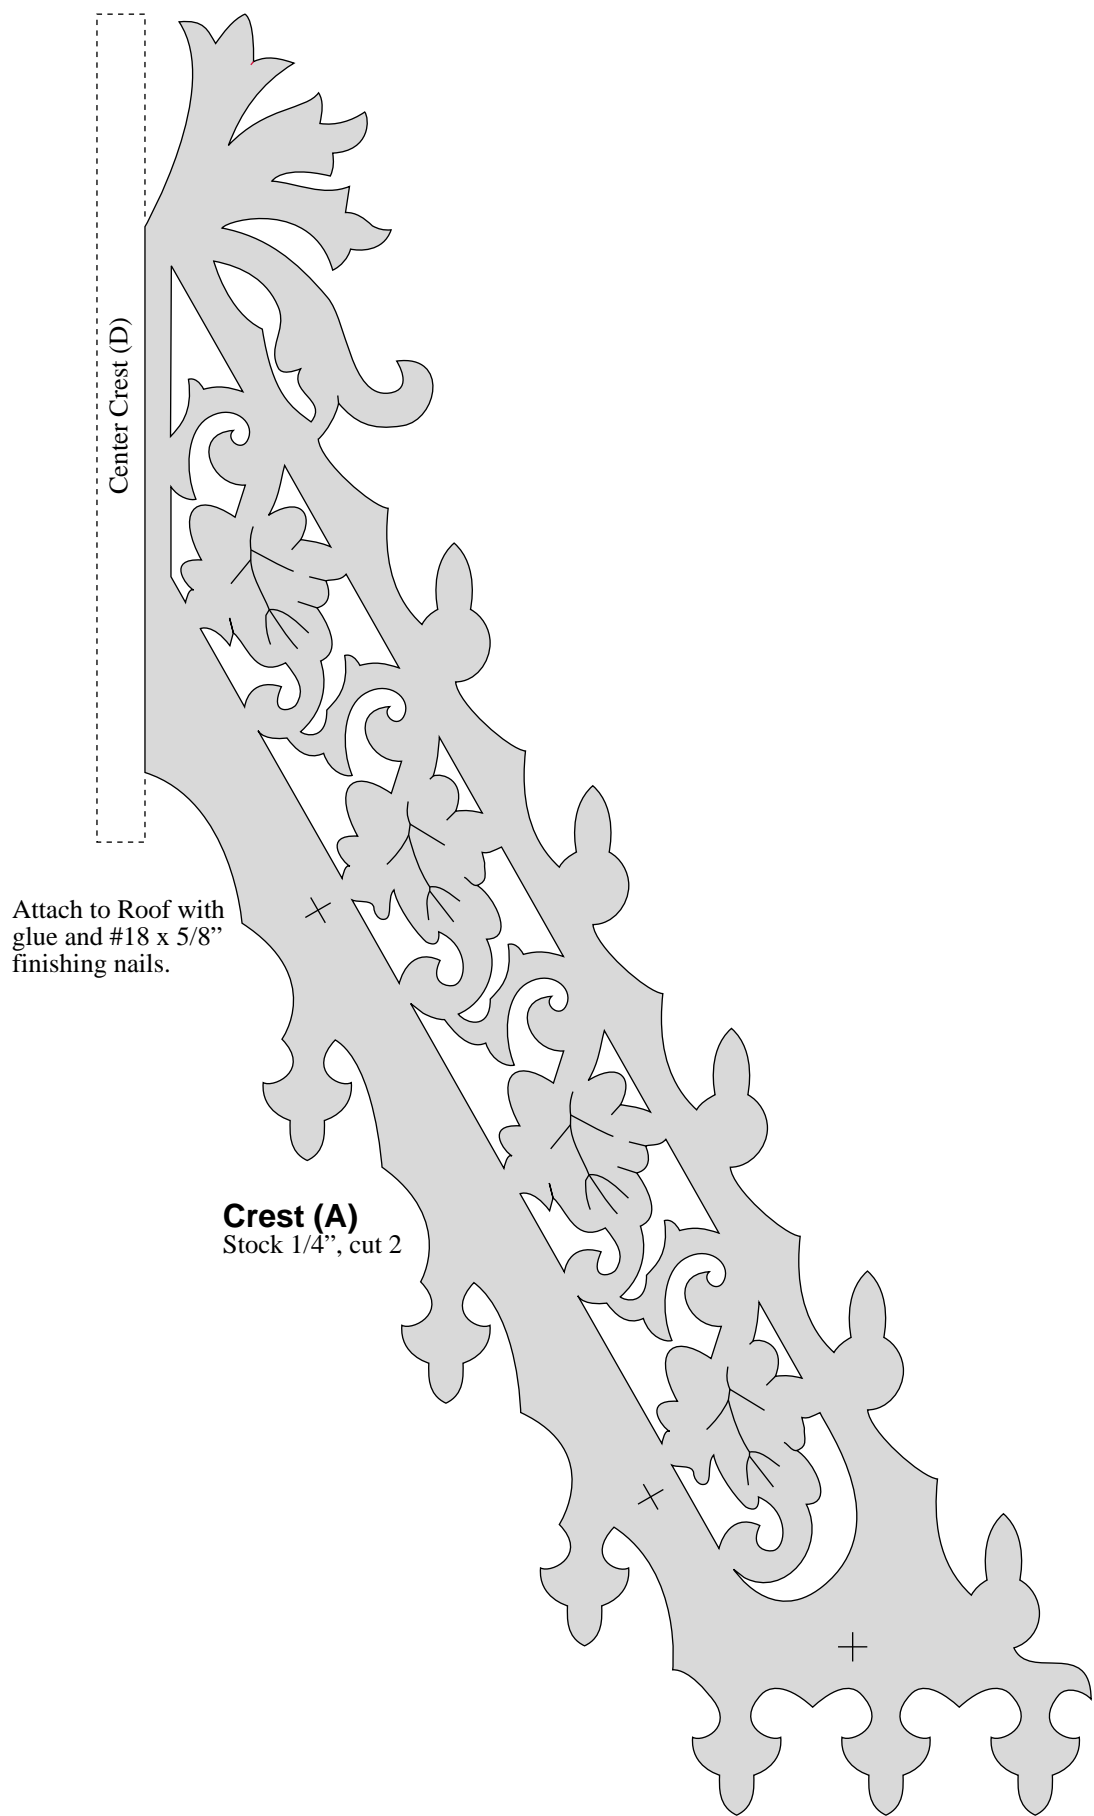 Center Crest (D)
Attach to Roof with
glue and #18 x 5/8”
finishing nails.
Crest (A)
Stock 1/4”, cut 2